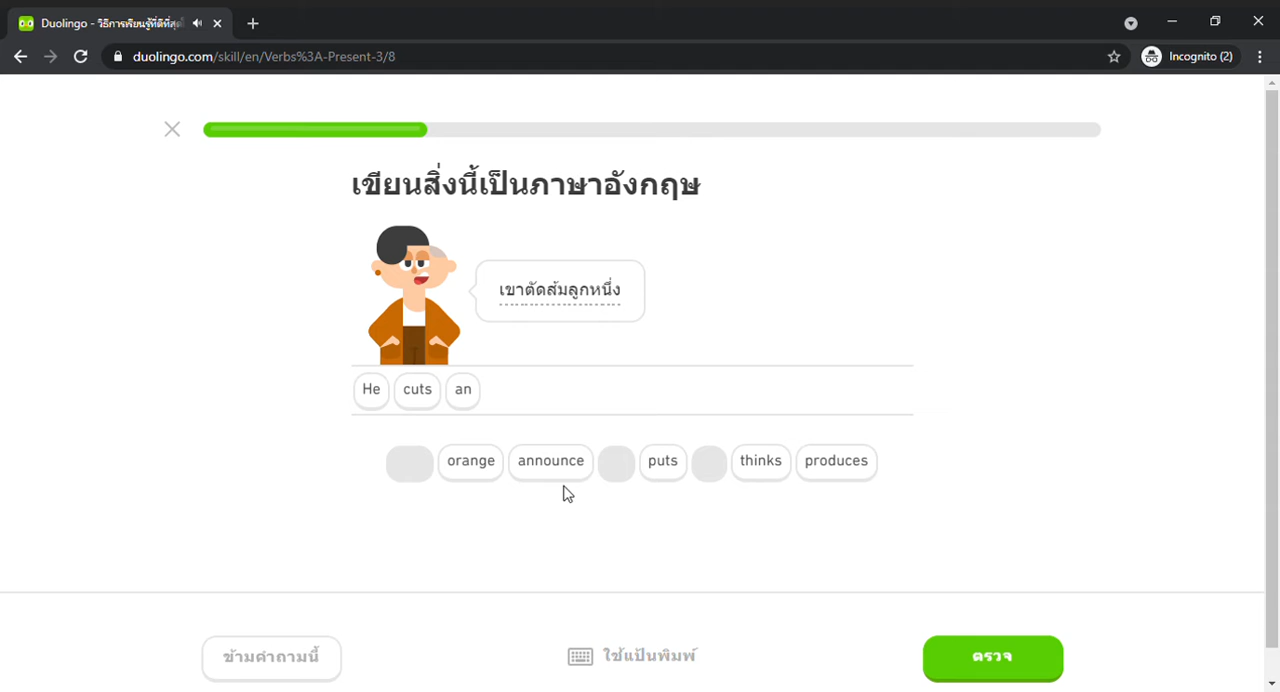 Duolingo - วิธีการเรียนรู้ที่ดีที่สุดใ
duolingo.com/skill/en/Verbs%3A-Present-3/8
Incognito (2)
เขียนสิ่งนี้เป็นภาษาอังกฤษ
เขาตัดส้มลูกหนึ่ง
He cuts an
orange announce puts thinks produces
ข้ามคำถามนี้ ใช้แป้นพิมพ์ ตรวจ